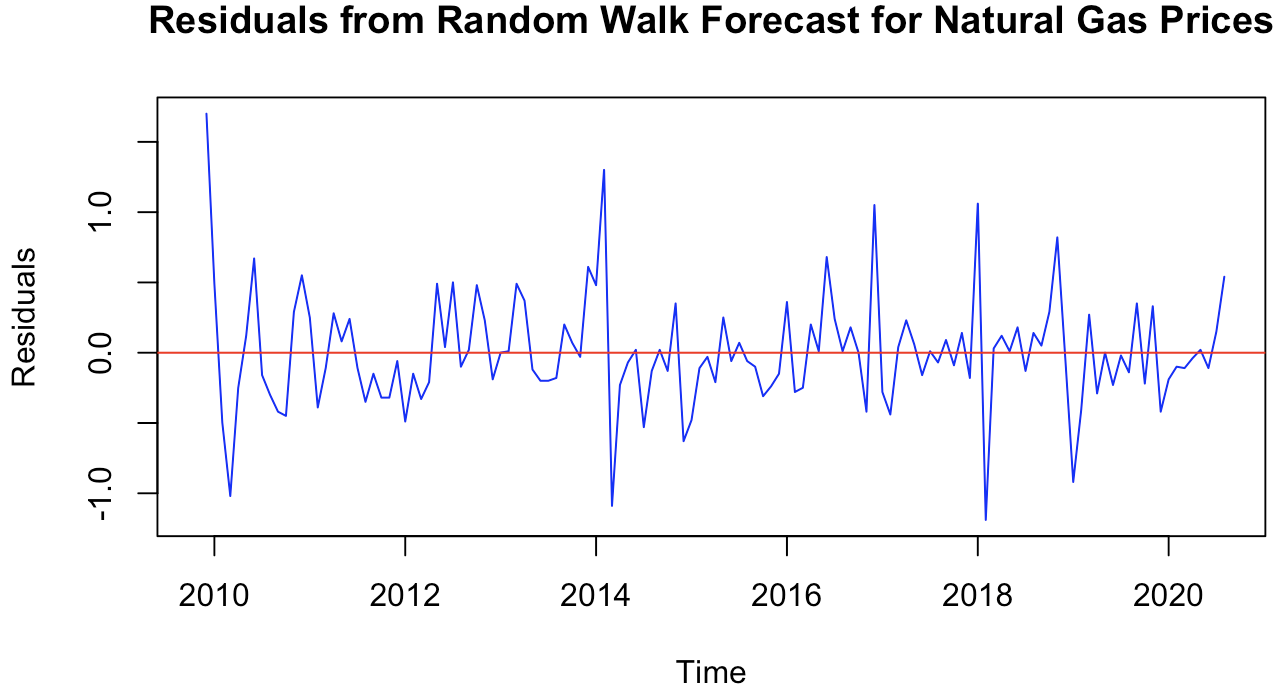 Residuals from Random Walk Forecast for Natural Gas Prices
Residuals
1.0
0.0
-1.0
2010 2012 2014 2016 2018 2020
Time